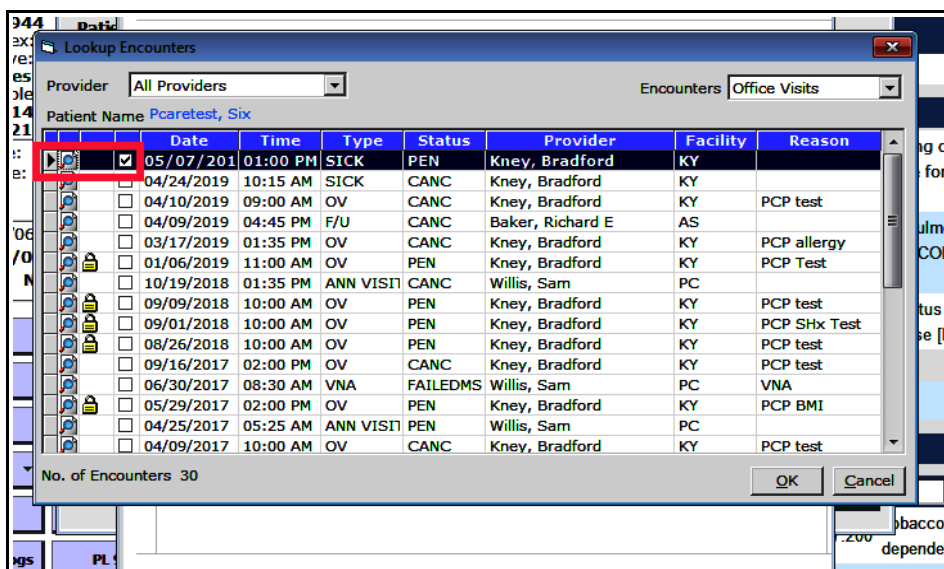 944
Lookup Encounters
Provider All Providers Encounters Office Visits
Patient Name Pcaretest, Six
Date Time Type Status Provider Facility Reason
05/07/201 01:00 PM SICK PEN Kney, Bradford KY
04/24/2019 10:15 AM SICK CANC Kney, Bradford KY
04/10/2019 09:00 AM OV CANC Kney, Bradford KY PCP test
04/09/2019 04:45 PM F/U CANC Baker, Richard E AS
03/17/2019 01:35 PM OV CANC Kney, Bradford KY PCP allergy
01/06/2019 11:00 AM OV PEN Kney, Bradford KY PCP Test
10/19/2018 01:35 PM ANN VISIT CANC Willis, Sam PC
09/09/2018 10:00 AM OV PEN Kney, Bradford KY PCP test
09/01/2018 10:00 AM OV PEN Kney, Bradford KY PCP SHx Test
08/26/2018 10:00 AM OV PEN Kney, Bradford KY PCP test
09/16/2017 02:00 PM OV CANC Kney, Bradford KY PCP test
06/30/2017 08:30 AM VNA FAILEDMS Willis, Sam PC VNA
05/29/2017 02:00 PM OV PEN Kney, Bradford KY PCP BMI
04/25/2017 05:25 AM ANN VISIT PEN Willis, Sam PC
04/09/2017 10:00 AM OV CANC Kney, Bradford KY PCP test
No. of Encounters 30 OK Cancel
obacco
depende
ogs PL